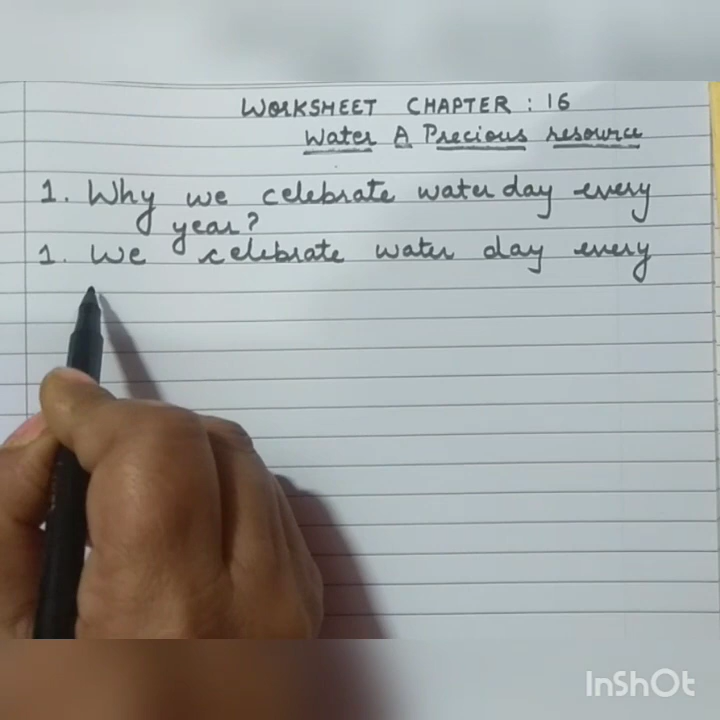 WORKSHEET CHAPTER : 16
Water A Precious resource
1. Why we celebrate water day every
year?
1. We celebrate water day every
InShOt